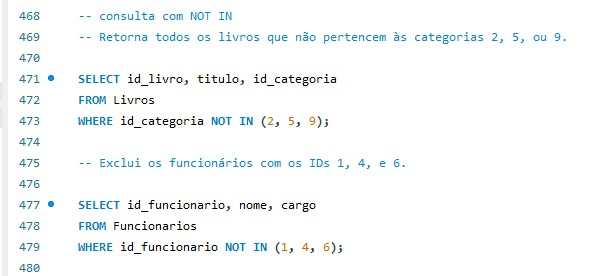 468 -- consulta com NOT IN
469 -- Retorna todos os livros que não pertencem às categorias 2, 5, ou 9.
470
471 SELECT id_livro, titulo, id_categoria
472 FROM Livros
473 WHERE id_categoria NOT IN (2, 5, 9);
474
475 -- Exclui os funcionários com os IDs 1, 4, e 6.
476
477 SELECT id_funcionario, nome, cargo
478 FROM Funcionarios
479 WHERE id_funcionario NOT IN (1, 4, 6);
480